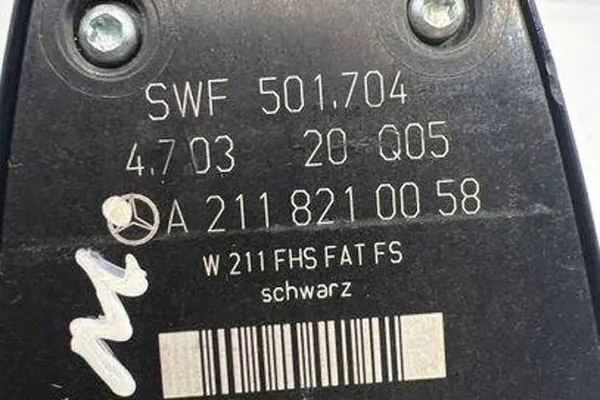 SWF 501.704
4.7 03 20 Q05
A 211 821 00 58
W 211 FHS FAT FS
schwarz